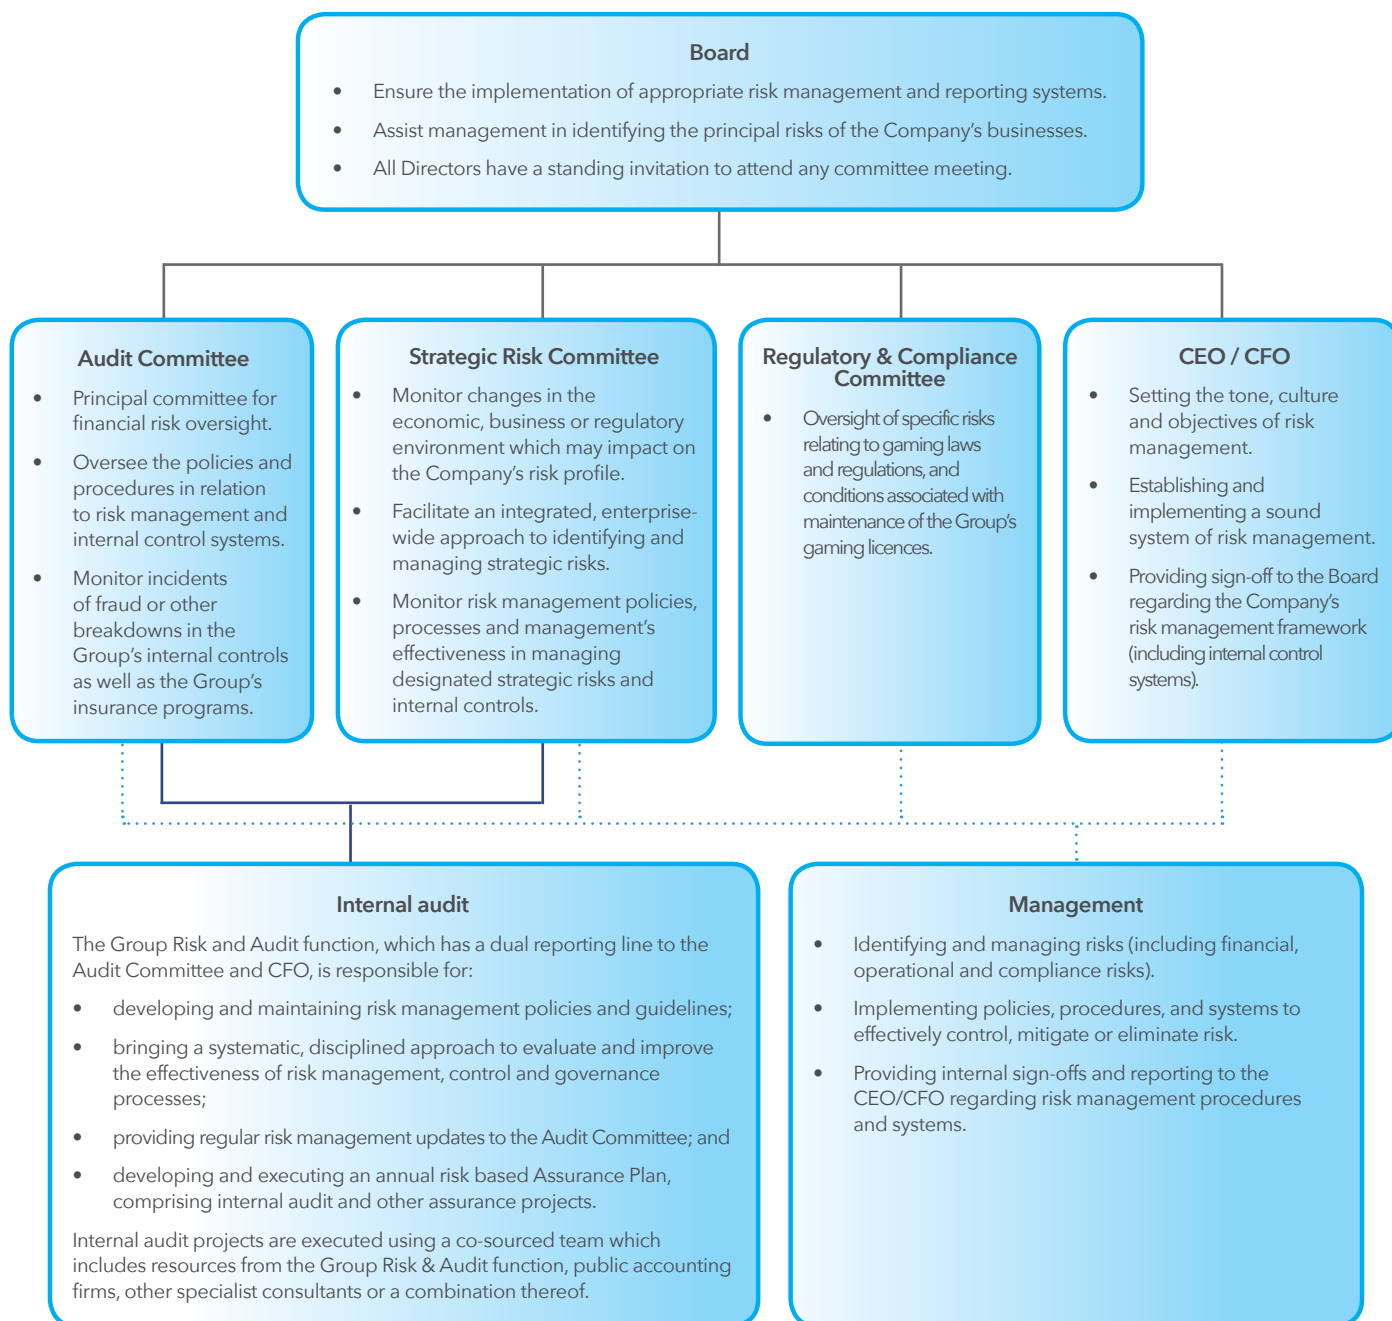 Board
• Ensure the implementation of appropriate risk management and reporting systems.
• Assist management in identifying the principal risks of the Company’s businesses.
• All Directors have a standing invitation to attend any committee meeting.
Audit Committee
• Principal committee for
financial risk oversight.
• Oversee the policies and
procedures in relation
to risk management and
internal control systems.
• Monitor incidents
of fraud or other
breakdowns in the
Group’s internal controls
as well as the Group’s
insurance programs.
Strategic Risk Committee
• Monitor changes in the
economic, business or regulatory
environment which may impact on
the Company’s risk profile.
• Facilitate an integrated, enterprise-
wide approach to identifying and
managing strategic risks.
• Monitor risk management policies,
processes and management’s
effectiveness in managing
designated strategic risks and
internal controls.
Regulatory & Compliance
Committee
• Oversight of specific risks
relating to gaming laws
and regulations, and
conditions associated with
maintenance of the Group’s
gaming licences.
CEO / CFO
• Setting the tone, culture
and objectives of risk
management.
• Establishing and
implementing a sound
system of risk management.
• Providing sign-off to the Board
regarding the Company’s
risk management framework
(including internal control
systems).
Internal audit
The Group Risk and Audit function, which has a dual reporting line to the
Audit Committee and CFO, is responsible for:
• developing and maintaining risk management policies and guidelines;
• bringing a systematic, disciplined approach to evaluate and improve
the effectiveness of risk management, control and governance
processes;
• providing regular risk management updates to the Audit Committee; and
• developing and executing an annual risk based Assurance Plan,
comprising internal audit and other assurance projects.
Internal audit projects are executed using a co-sourced team which
includes resources from the Group Risk & Audit function, public accounting
firms, other specialist consultants or a combination thereof.
Management
• Identifying and managing risks (including financial,
operational and compliance risks).
• Implementing policies, procedures, and systems to
effectively control, mitigate or eliminate risk.
• Providing internal sign-offs and reporting to the
CEO/CFO regarding risk management procedures
and systems.